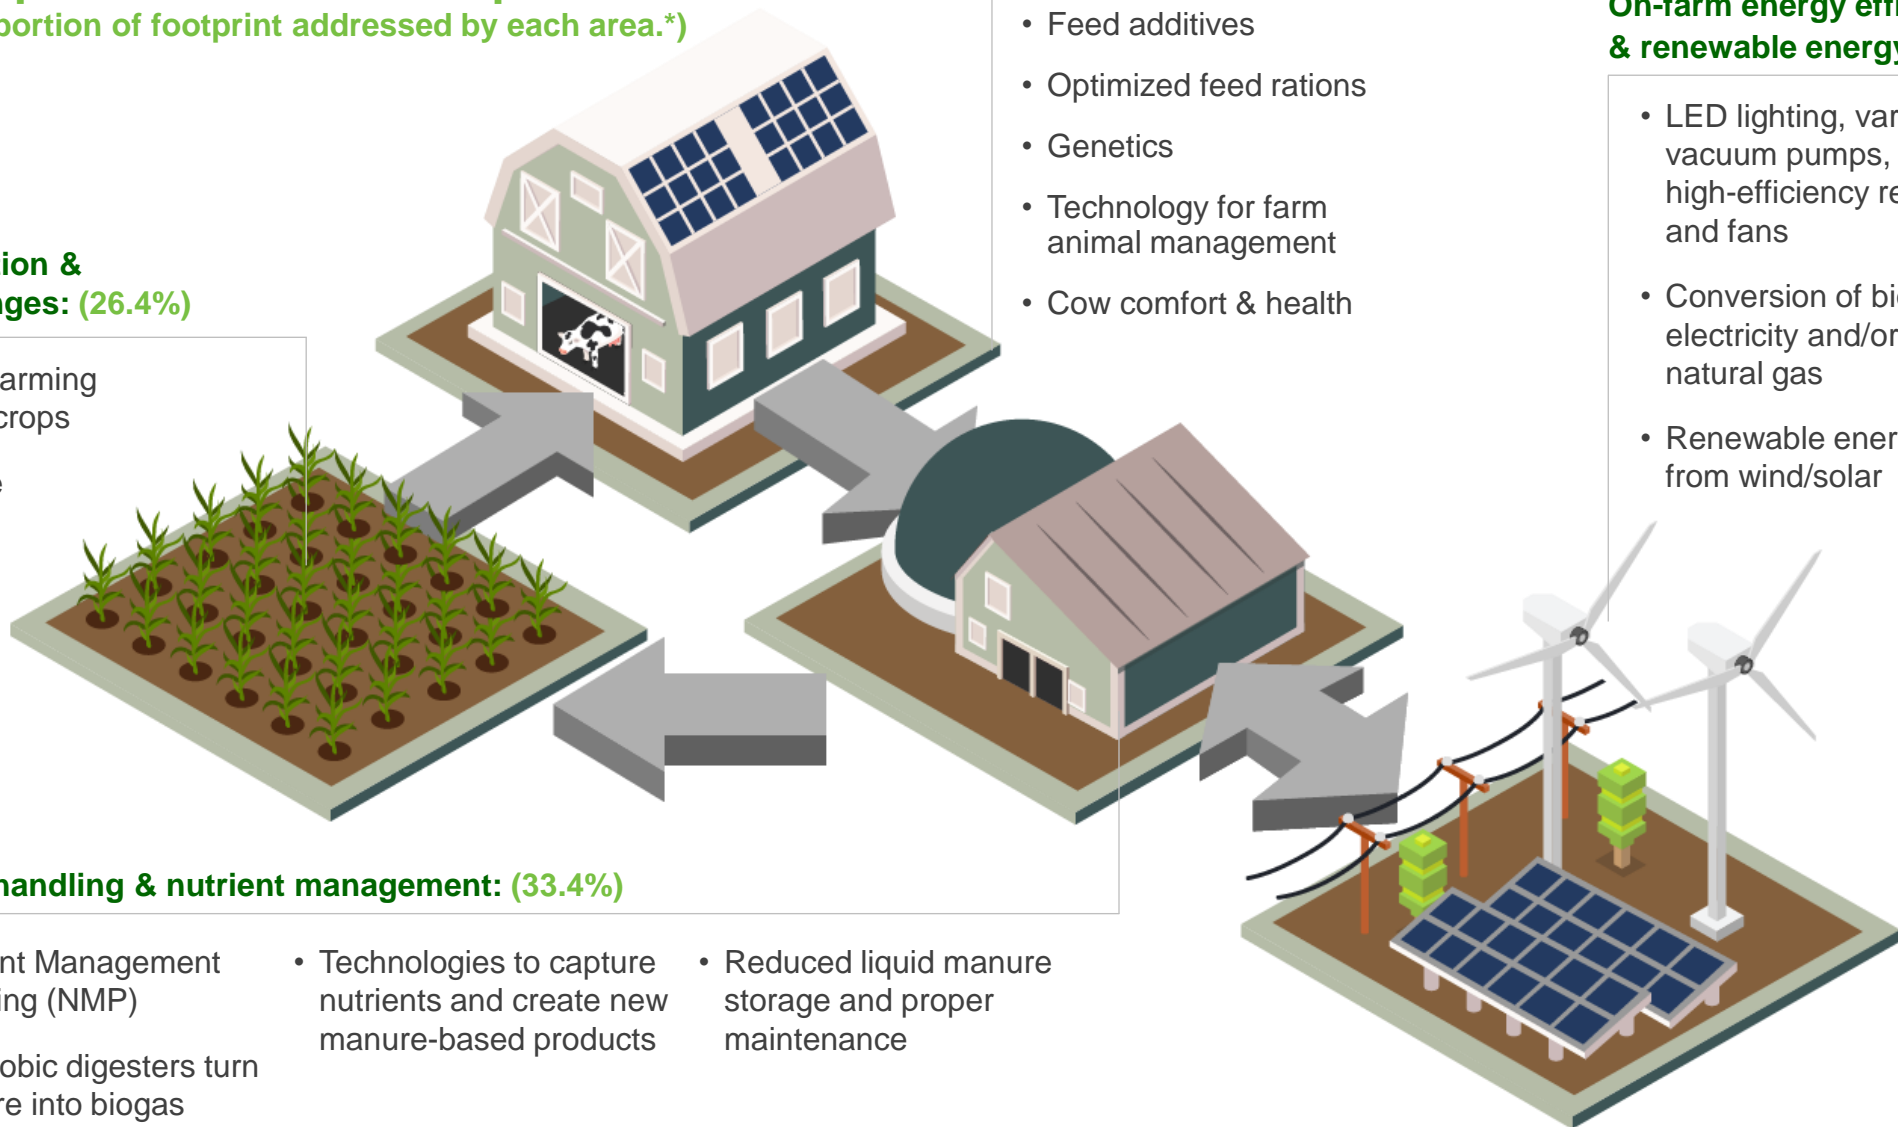 portion of footprint addressed by each area.*)
• Feed additives
• Optimized feed rations
• Genetics
• Technology for farm
animal management
• Cow comfort & health
On-farm energy effi
& renewable energy
• LED lighting, var
vacuum pumps,
high-efficiency re
and fans
• Conversion of bio
electricity and/or
natural gas
• Renewable ener
from wind/solar
tion &
nges: (26.4%)
arming
crops
e
handling & nutrient management: (33.4%)
nt Management
ing (NMP)
obic digesters turn
re into biogas
• Technologies to capture
nutrients and create new
manure-based products
• Reduced liquid manure
storage and proper
maintenance